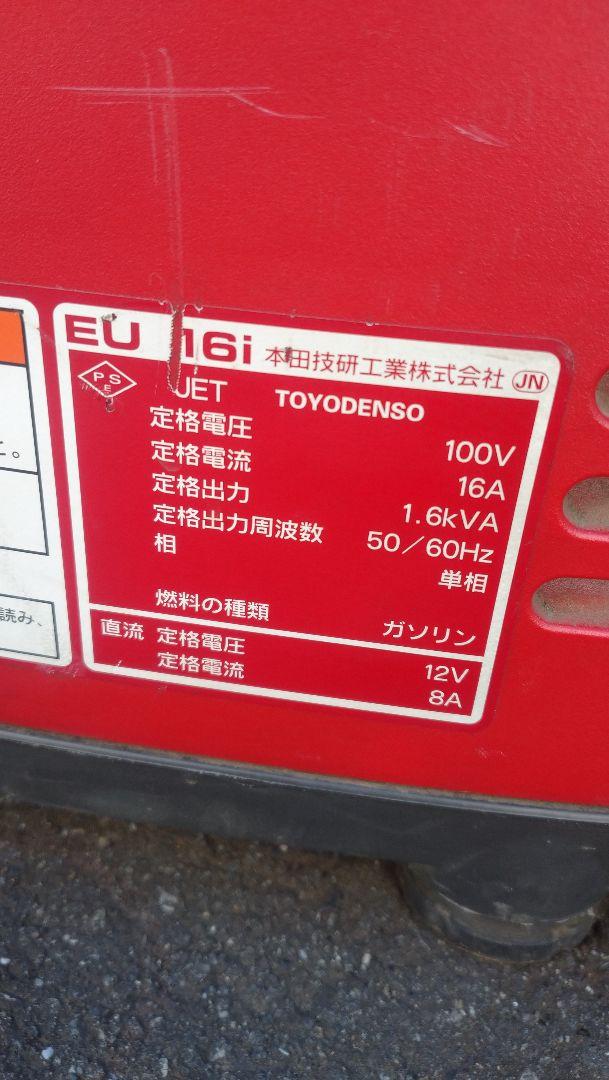 EU 16i 本田技研工業株式会社 JN
PSE JET TOYODENSO
定格電圧 100V
定格電流 16A
定格出力 1.6kVA
定格出力周波数 50/60Hz
相 単相
燃料の種類 ガソリン
直流 定格電圧 12V
定格電流 8A
。
読み、